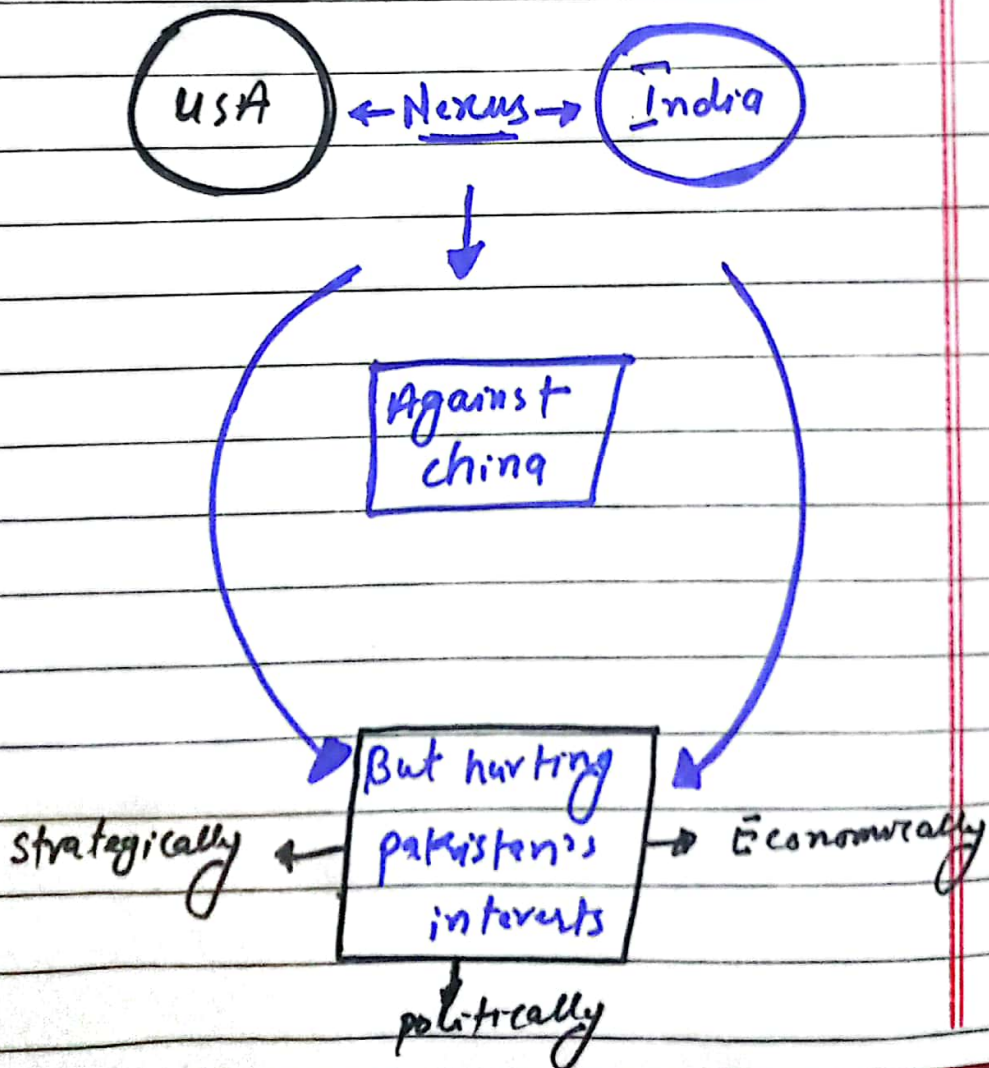 USA ← Nexus → India
Against
china
But hurting
strategically ← pakistan's → Economically
interests
politically